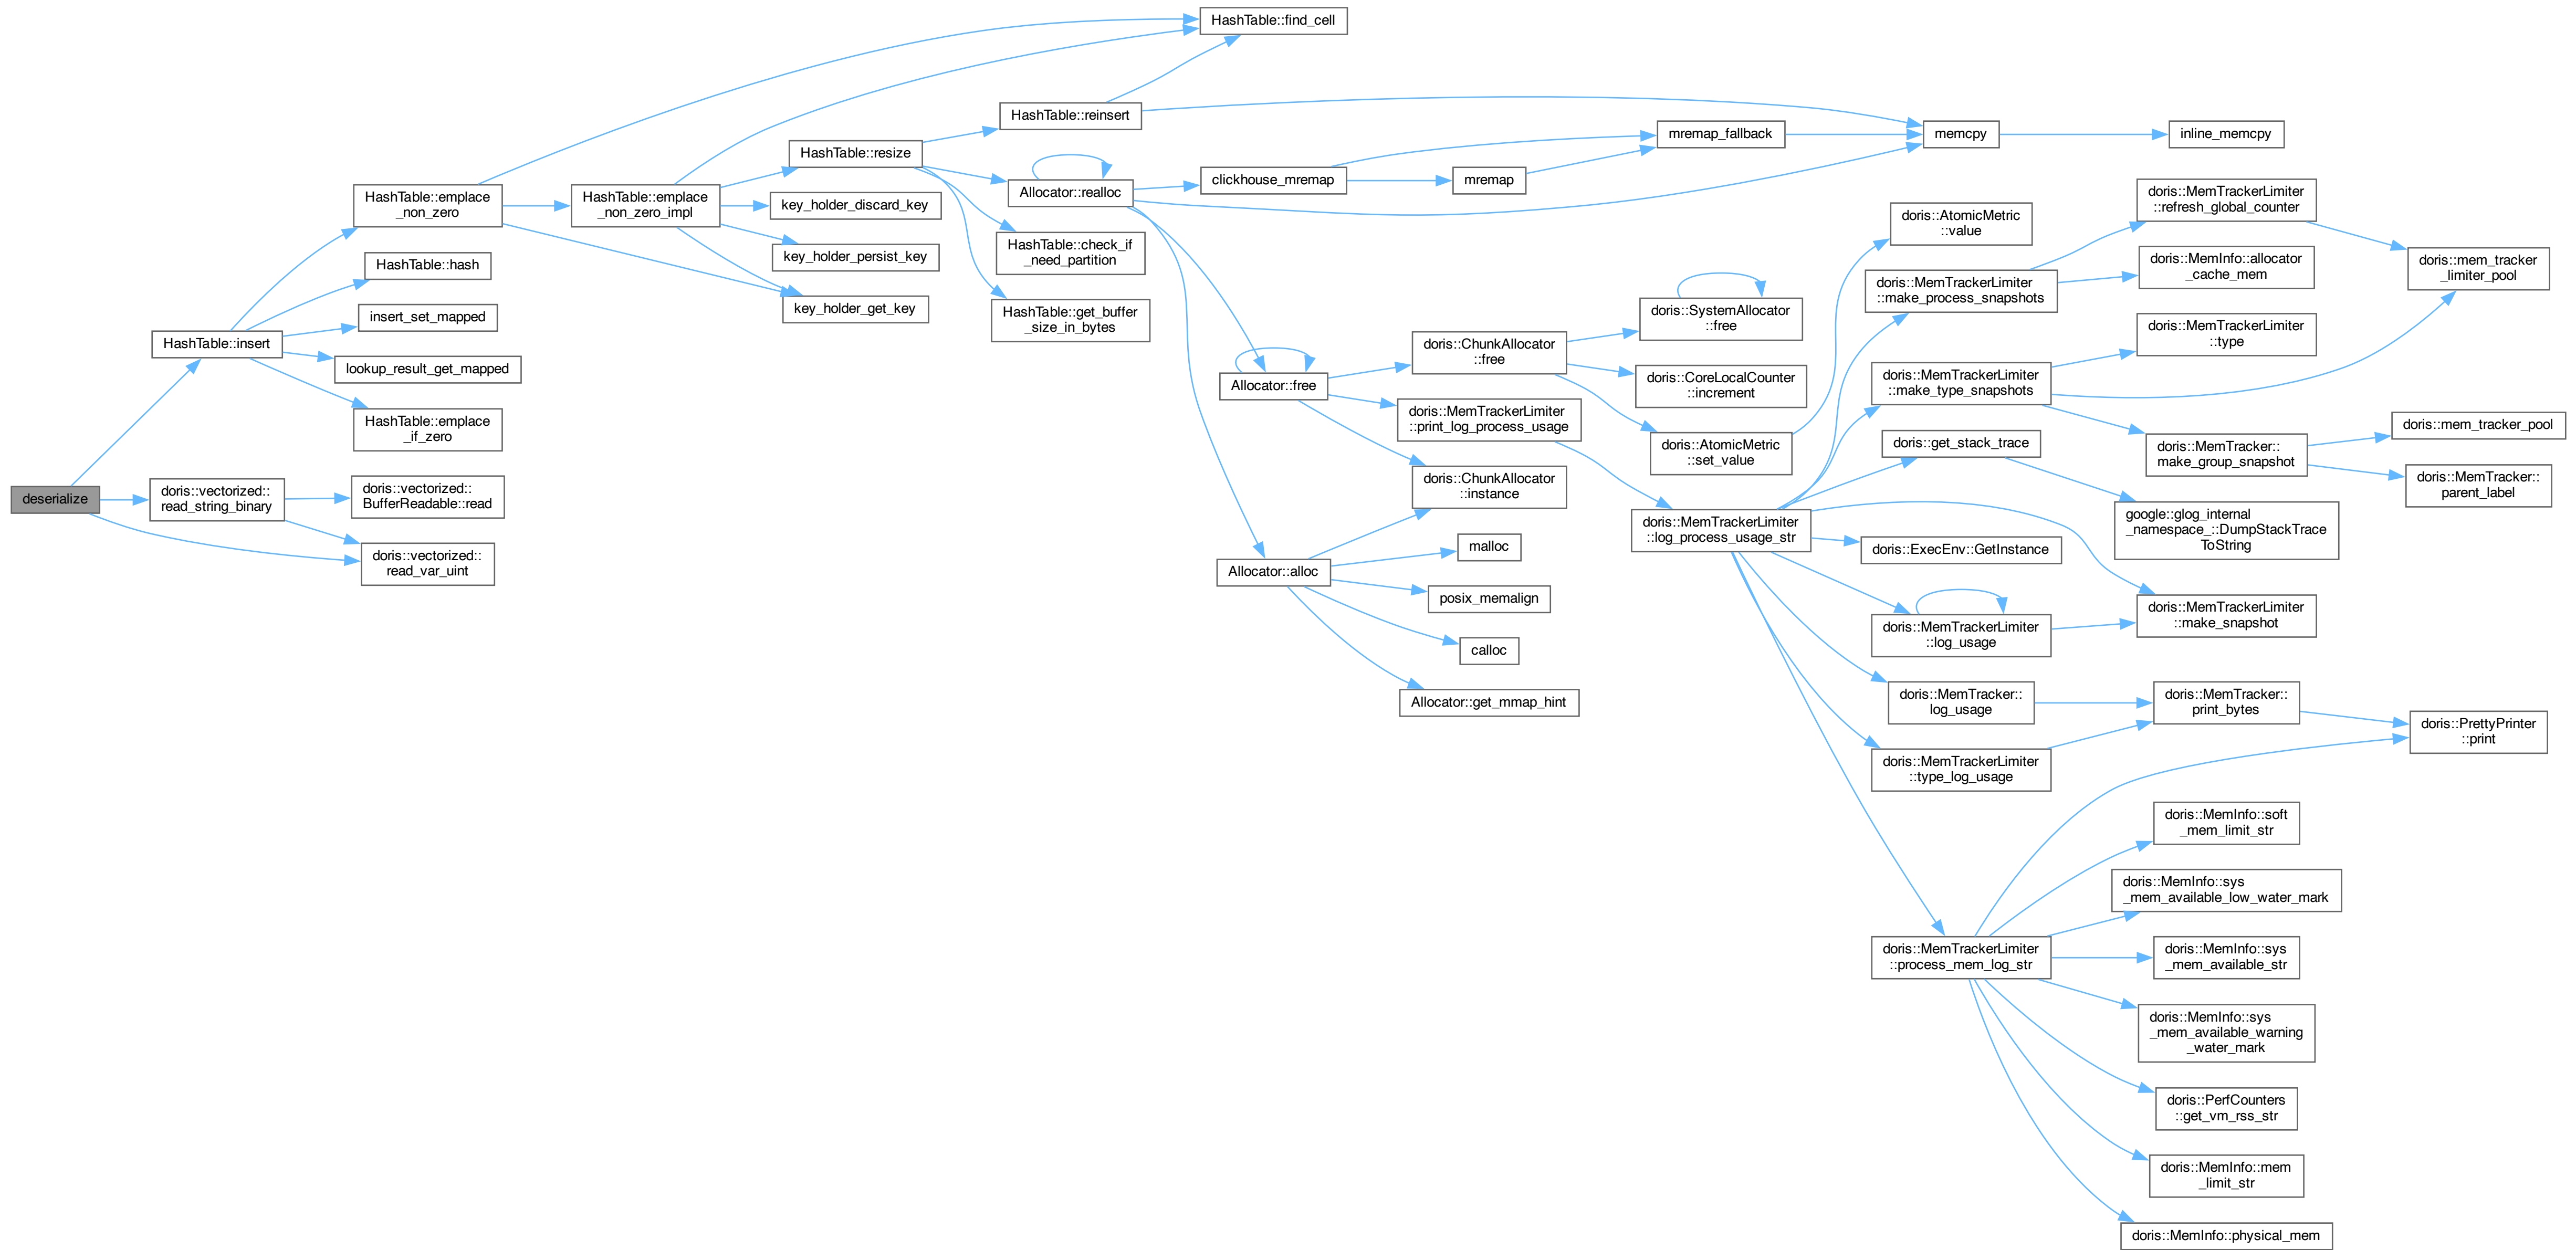 deserialize
HashTable::insert
doris::vectorized::
read_string_binary
HashTable::emplace
_non_zero
HashTable::hash
insert_set_mapped
lookup_result_get_mapped
HashTable::emplace
_if_zero
doris::vectorized::
BufferReadable::read
doris::vectorized::
read_var_uint
HashTable::emplace
_non_zero_impl
HashTable::resize
key_holder_discard_key
key_holder_persist_key
key_holder_get_key
HashTable::reinsert
Allocator::realloc
HashTable::check_if
_need_partition
HashTable::get_buffer
_size_in_bytes
HashTable::find_cell
clickhouse_mremap
Allocator::free
Allocator::alloc
mremap
doris::ChunkAllocator
::free
doris::MemTrackerLimiter
::print_log_process_usage
doris::ChunkAllocator
::instance
malloc
posix_memalign
calloc
Allocator::get_mmap_hint
mremap_fallback
doris::SystemAllocator
::free
doris::CoreLocalCounter
::increment
doris::AtomicMetric
::set_value
doris::MemTrackerLimiter
::log_process_usage_str
memcpy
doris::AtomicMetric
::value
doris::MemTrackerLimiter
::make_process_snapshots
doris::MemTrackerLimiter
::make_type_snapshots
doris::get_stack_trace
doris::ExecEnv::GetInstance
doris::MemTrackerLimiter
::log_usage
doris::MemTracker::
log_usage
doris::MemTrackerLimiter
::type_log_usage
doris::MemTrackerLimiter
::process_mem_log_str
inline_memcpy
doris::MemTrackerLimiter
::refresh_global_counter
doris::MemInfo::allocator
_cache_mem
doris::MemTrackerLimiter
::type
doris::MemTracker::
make_group_snapshot
google::glog_internal
_namespace_::DumpStackTrace
ToString
doris::MemTrackerLimiter
::make_snapshot
doris::MemTracker::
print_bytes
doris::MemInfo::soft
_mem_limit_str
doris::MemInfo::sys
_mem_available_low_water_mark
doris::MemInfo::sys
_mem_available_str
doris::MemInfo::sys
_mem_available_warning
_water_mark
doris::PerfCounters
::get_vm_rss_str
doris::MemInfo::mem
_limit_str
doris::MemInfo::physical_mem
doris::mem_tracker
_limiter_pool
doris::mem_tracker_pool
doris::MemTracker::
parent_label
doris::PrettyPrinter
::print